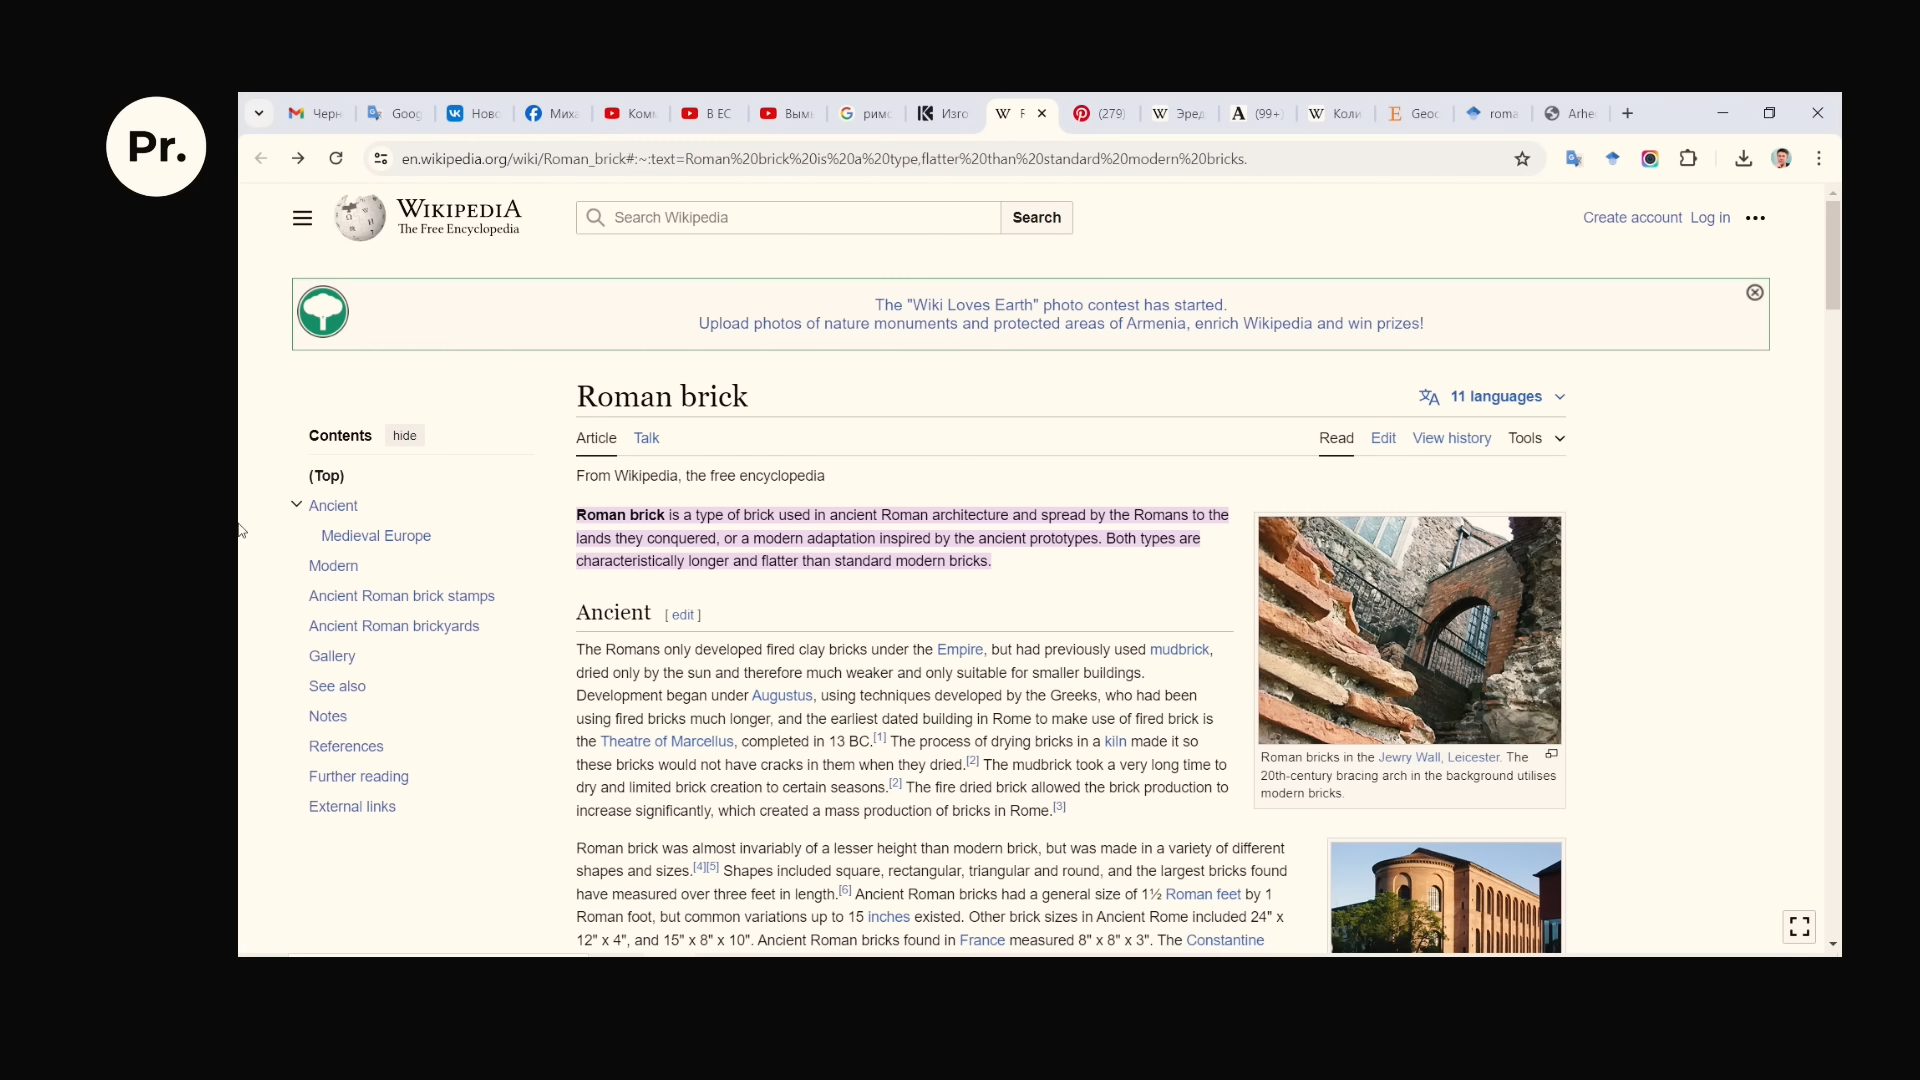 Pr.
Черн
Goog
Ново
Миха
Ком
В ЕС
Вым
римс
Изго
(279)
Эред
(99+)
Коли
Geoc
roma
Arhe
en.wikipedia.org/wiki/Roman_brick#:~:text=Roman%20brick%20is%20a%20type,flatter%20than%20standard%20modern%20bricks.
WIKIPEDIA
The Free Encyclopedia
Search Wikipedia
Search
Create account Log in
The "Wiki Loves Earth" photo contest has started.
Upload photos of nature monuments and protected areas of Armenia, enrich Wikipedia and win prizes!
Contents hide
(Top)
Ancient
Medieval Europe
Modern
Ancient Roman brick stamps
Ancient Roman brickyards
Gallery
See also
Notes
References
Further reading
External links
Roman brick
11 languages
Article Talk
Read Edit View history Tools
From Wikipedia, the free encyclopedia
Roman brick is a type of brick used in ancient Roman architecture and spread by the Romans to the
lands they conquered, or a modern adaptation inspired by the ancient prototypes. Both types are
characteristically longer and flatter than standard modern bricks.
Ancient [ edit ]
The Romans only developed fired clay bricks under the Empire, but had previously used mudbrick,
dried only by the sun and therefore much weaker and only suitable for smaller buildings.
Development began under Augustus, using techniques developed by the Greeks, who had been
using fired bricks much longer, and the earliest dated building in Rome to make use of fired brick is
the Theatre of Marcellus, completed in 13 BC.[1] The process of drying bricks in a kiln made it so
these bricks would not have cracks in them when they dried.[2] The mudbrick took a very long time to
dry and limited brick creation to certain seasons.[2] The fire dried brick allowed the brick production to
increase significantly, which created a mass production of bricks in Rome.[3]
Roman brick was almost invariably of a lesser height than modern brick, but was made in a variety of different
shapes and sizes.[4][5] Shapes included square, rectangular, triangular and round, and the largest bricks found
have measured over three feet in length.[6] Ancient Roman bricks had a general size of 1½ Roman feet by 1
Roman foot, but common variations up to 15 inches existed. Other brick sizes in Ancient Rome included 24" x
12" x 4", and 15" x 8" x 10". Ancient Roman bricks found in France measured 8" x 8" x 3". The Constantine
Roman bricks in the Jewry Wall, Leicester. The
20th-century bracing arch in the background utilises
modern bricks.